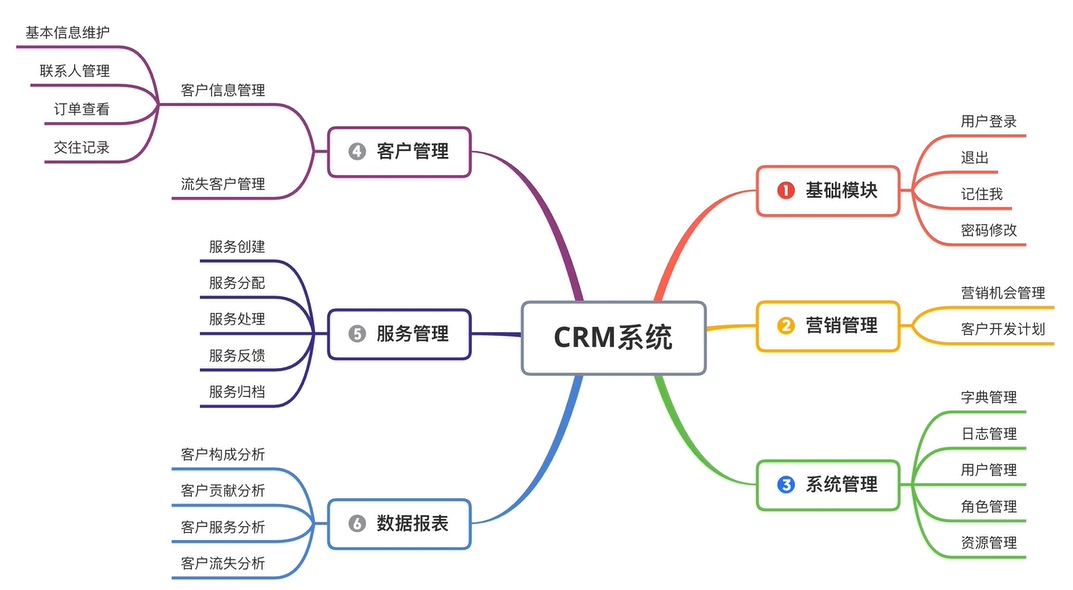 CRM系统
1 基础模块
用户登录
退出
记住我
密码修改
2 营销管理
营销机会管理
客户开发计划
3 系统管理
字典管理
日志管理
用户管理
角色管理
资源管理
4 客户管理
客户信息管理
基本信息维护
联系人管理
订单查看
交往记录
流失客户管理
5 服务管理
服务创建
服务分配
服务处理
服务反馈
服务归档
6 数据报表
客户构成分析
客户贡献分析
客户服务分析
客户流失分析